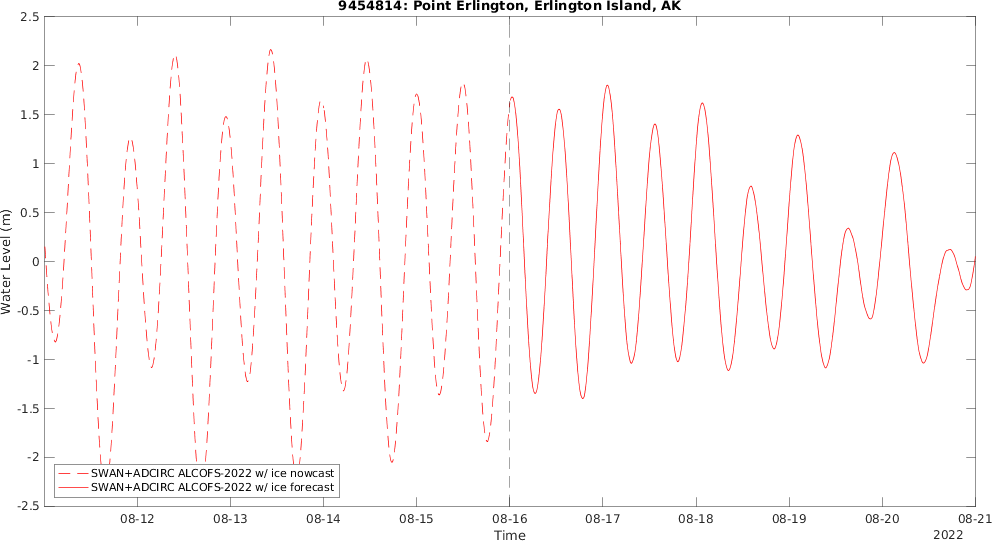 9454814: Point Erlington, Erlington Island, AK
2.5
2
1.5
1
0.5
0
-0.5
-1
-1.5
-2
-2.5
Water Level (m)
SWAN+ADCIRC ALCOFS-2022 w/ ice nowcast
SWAN+ADCIRC ALCOFS-2022 w/ ice forecast
08-12 08-13 08-14 08-15 08-16 08-17 08-18 08-19 08-20 08-21
Time
2022